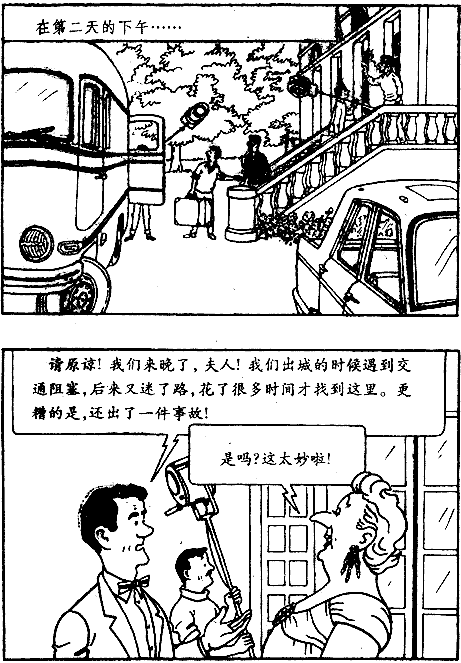 在第二天的下午……
请原谅！我们来晚了，夫人！我们出城的时候遇到交
通阻塞，后来又迷了路，花了很多时间才找到这里。更
糟的是，还出了一件事故！
是吗？这太妙啦！